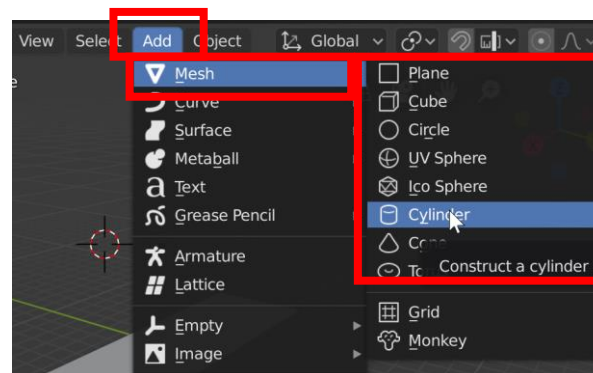 View Select Add Object Global
Mesh
Curve
Surface
Metaball
Text
Grease Pencil
Armature
Lattice
Empty
Image
Plane
Cube
Circle
UV Sphere
Ico Sphere
Cylinder
Construct a cylinder
Grid
Monkey